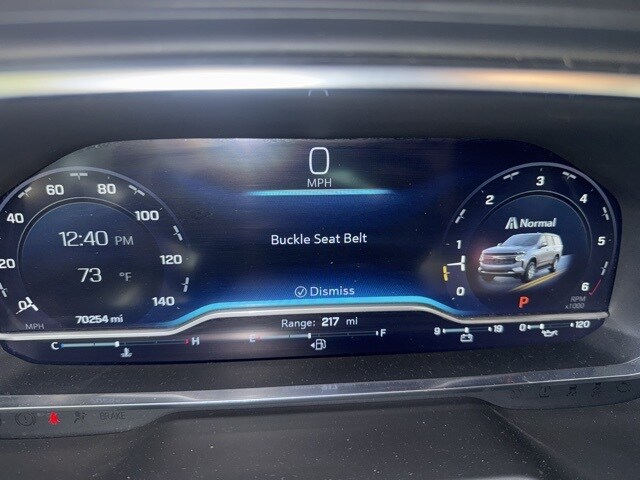 0
MPH
20 40 60 80 100 120 140
MPH
12:40 PM
73 °F
70254 mi
Buckle Seat Belt
Dismiss
Normal
0 1 2 3 4 5 6
P
RPM
x1000
C H
Range: 217 mi
E F
9 19
0 120
BRAKE